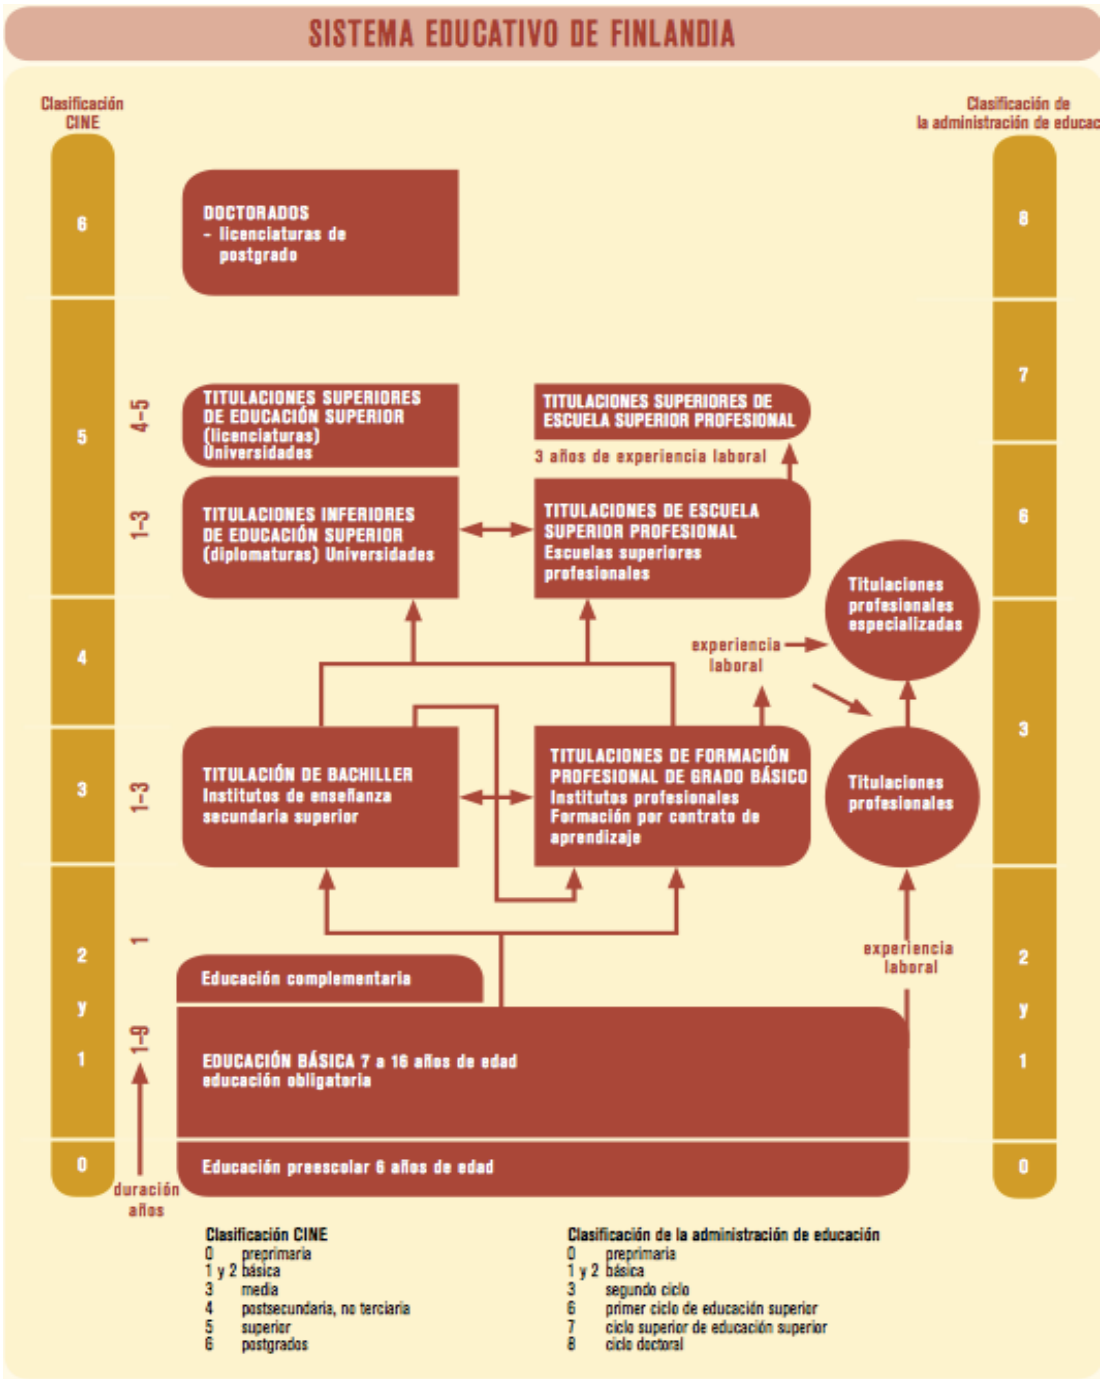 SISTEMA EDUCATIVO DE FINLANDIA
Clasificación
CINE
Clasificación de
la administración de educac
6
5
4
3
2
y
1
0
4-5
1-3
1-3
1
1-9
duración
años
DOCTORADOS
- licenciaturas de
postgrado
TITULACIONES SUPERIORES
DE EDUCACIÓN SUPERIOR
(licenciaturas)
Universidades
TITULACIONES SUPERIORES DE
ESCUELA SUPERIOR PROFESIONAL
3 años de experiencia laboral
TITULACIONES INFERIORES
DE EDUCACIÓN SUPERIOR
(diplomaturas) Universidades
TITULACIONES DE ESCUELA
SUPERIOR PROFESIONAL
Escuelas superiores
profesionales
Titulaciones
profesionales
especializadas
experiencia
laboral
TITULACIÓN DE BACHILLER
Institutos de enseñanza
secundaria superior
TITULACIONES DE FORMACIÓN
PROFESIONAL DE GRADO BÁSICO
Institutos profesionales
Formación por contrato de
aprendizaje
Titulaciones
profesionales
experiencia
laboral
Educación complementaria
EDUCACIÓN BÁSICA 7 a 16 años de edad
educación obligatoria
Educación preescolar 6 años de edad
8
7
6
3
2
y
1
0
Clasificación CINE
0 preprimaria
1 y 2 básica
3 media
4 postsecundaria, no terciaria
5 superior
6 postgrados
Clasificación de la administración de educación
0 preprimaria
1 y 2 básica
3 segundo ciclo
6 primer ciclo de educación superior
7 ciclo superior de educación superior
8 ciclo doctoral